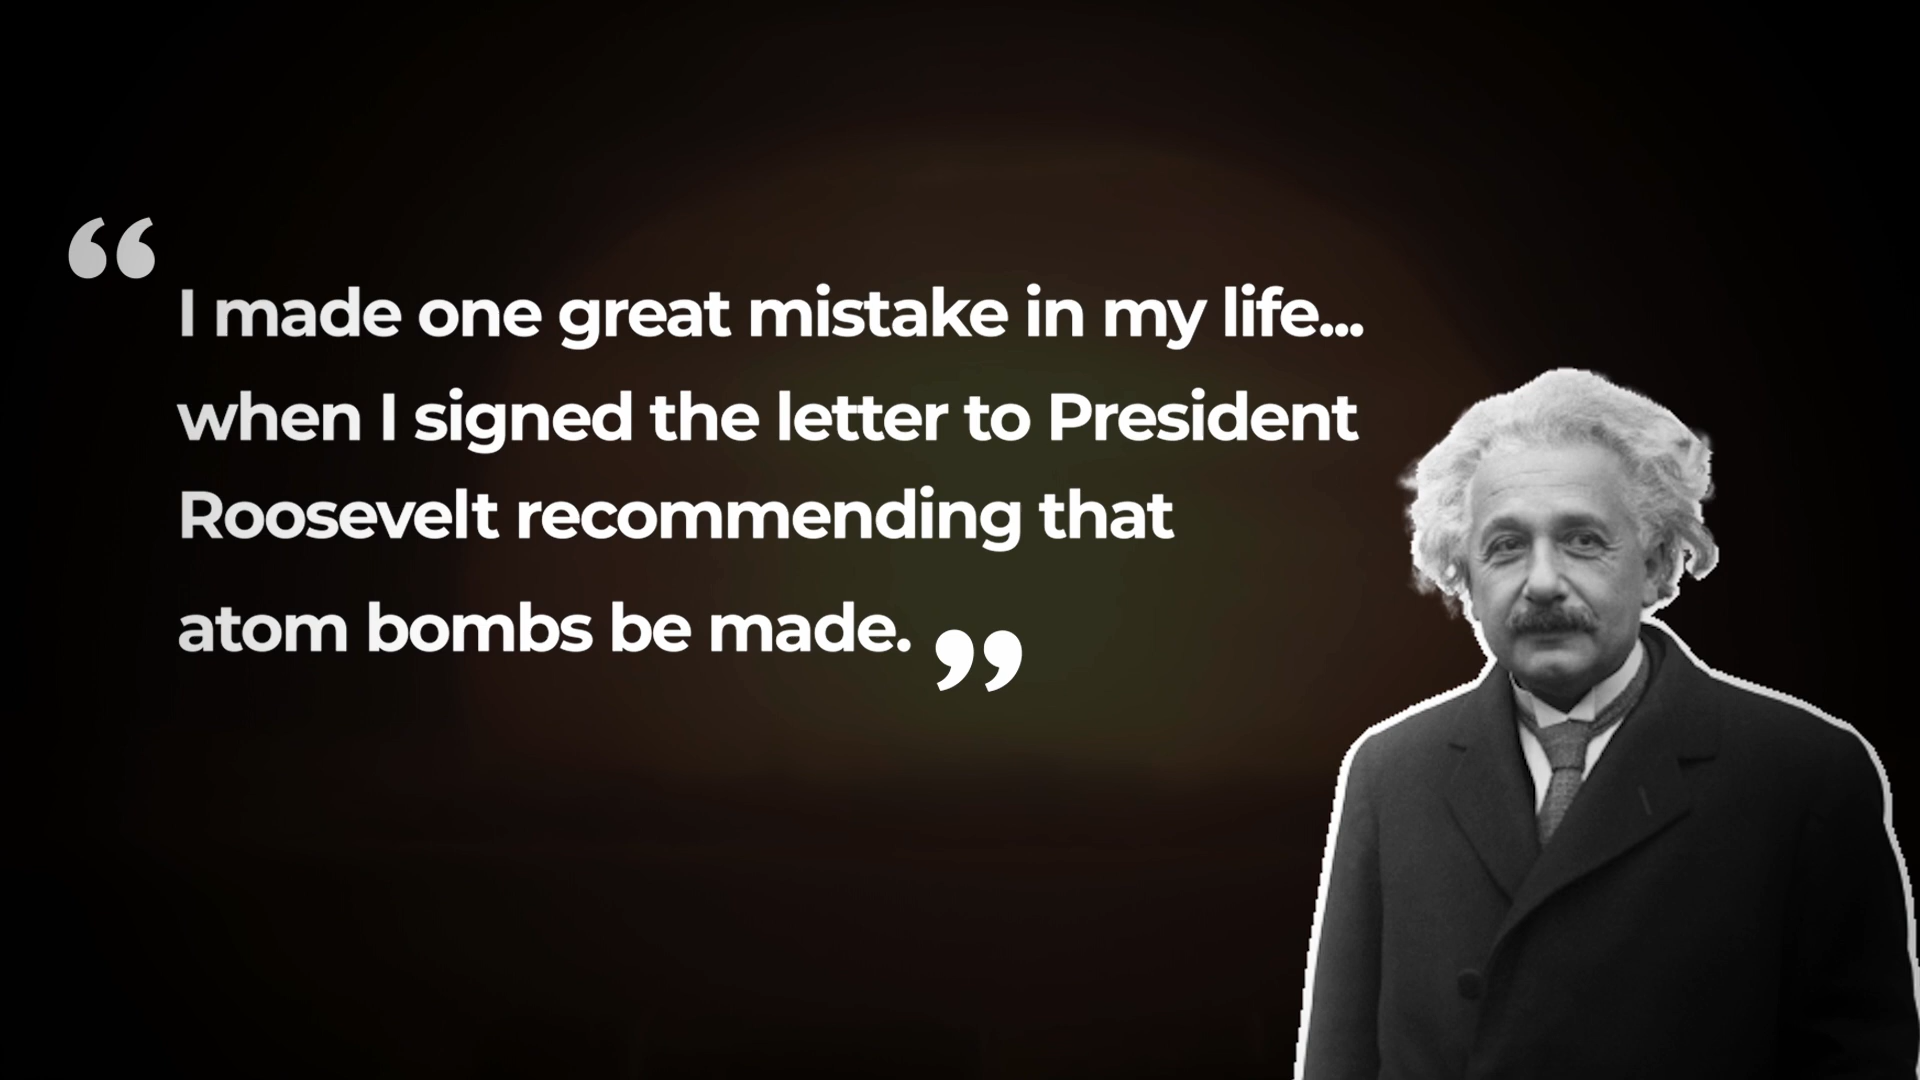 “I made one great mistake in my life...
when I signed the letter to President
Roosevelt recommending that
atom bombs be made.”